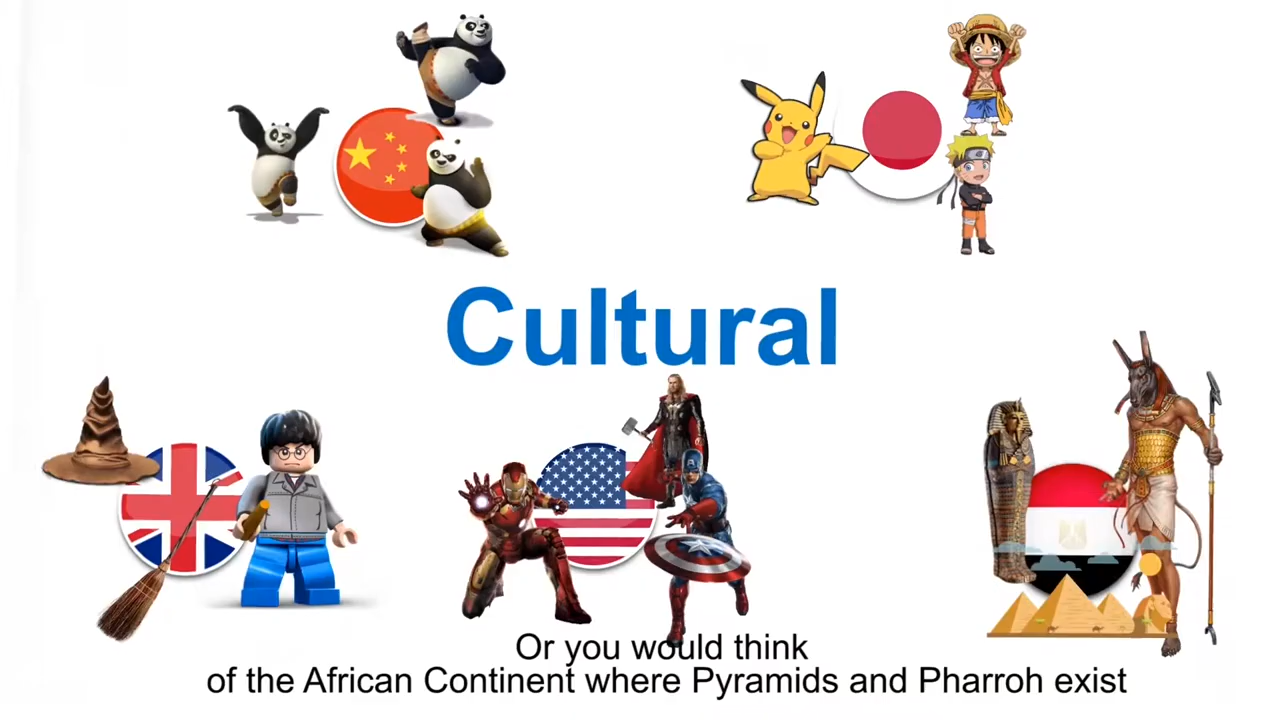 Cultural
Or you would think
of the African Continent where Pyramids and Pharroh exist